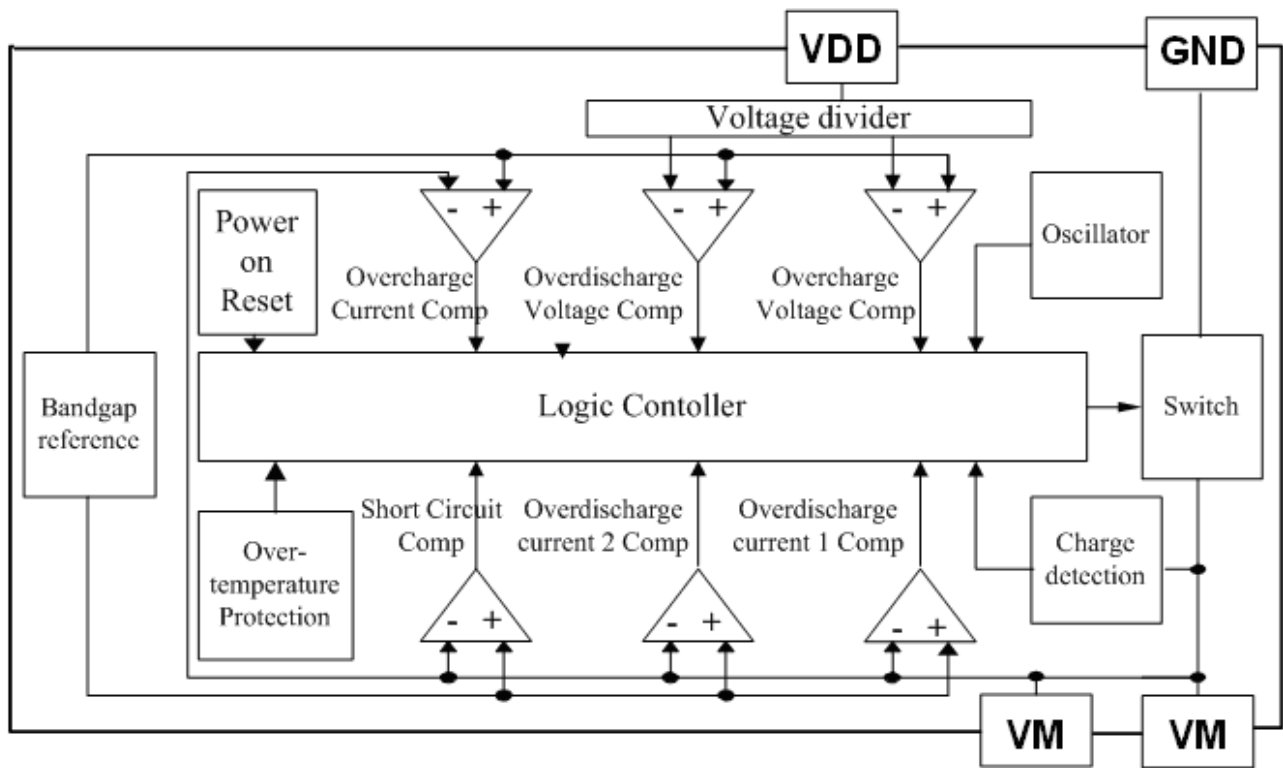 VDD
GND
Voltage divider
- +
- +
- +
Power
on
Reset
Oscillator
Overcharge
Current Comp
Overdischarge
Voltage Comp
Overcharge
Voltage Comp
Bandgap
reference
Logic Contoller
Switch
Short Circuit
Comp
Overdischarge
current 2 Comp
Overdischarge
current 1 Comp
Over-
temperature
Protection
Charge
detection
- +
- +
- +
VM
VM